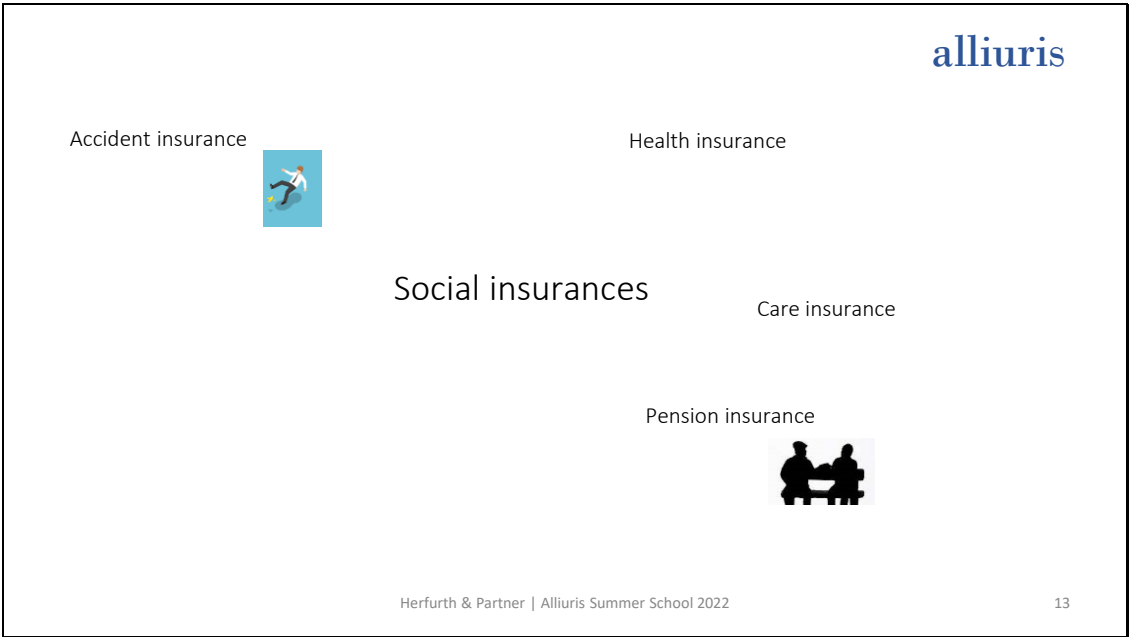 alliuris
Accident insurance
Health insurance
Social insurances
Care insurance
Pension insurance
Herfurth & Partner | Alliuris Summer School 2022
13